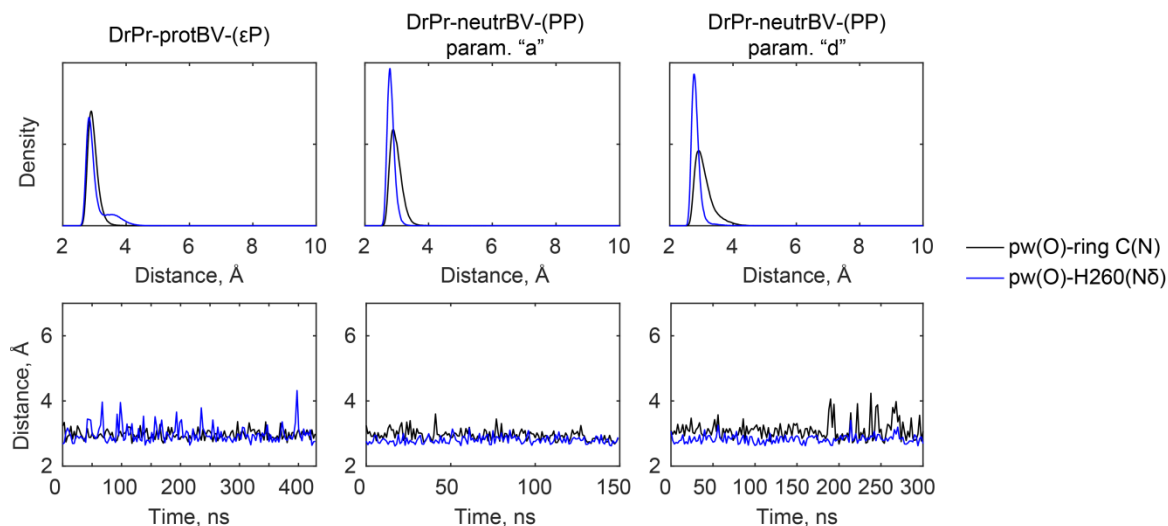 DrPr-protBV-(εP)
DrPr-neutrBV-(PP)
param. “a”
DrPr-neutrBV-(PP)
param. “d”
Density
2 4 6 8 10
Distance, Å
2 4 6 8 10
Distance, Å
2 4 6 8 10
Distance, Å
pw(O)-ring C(N)
pw(O)-H260(Nδ)
Distance, Å
6
4
2
0 100 200 300 400
Time, ns
6
4
2
0 50 100 150
Time, ns
6
4
2
0 50 100 150 200 250 300
Time, ns